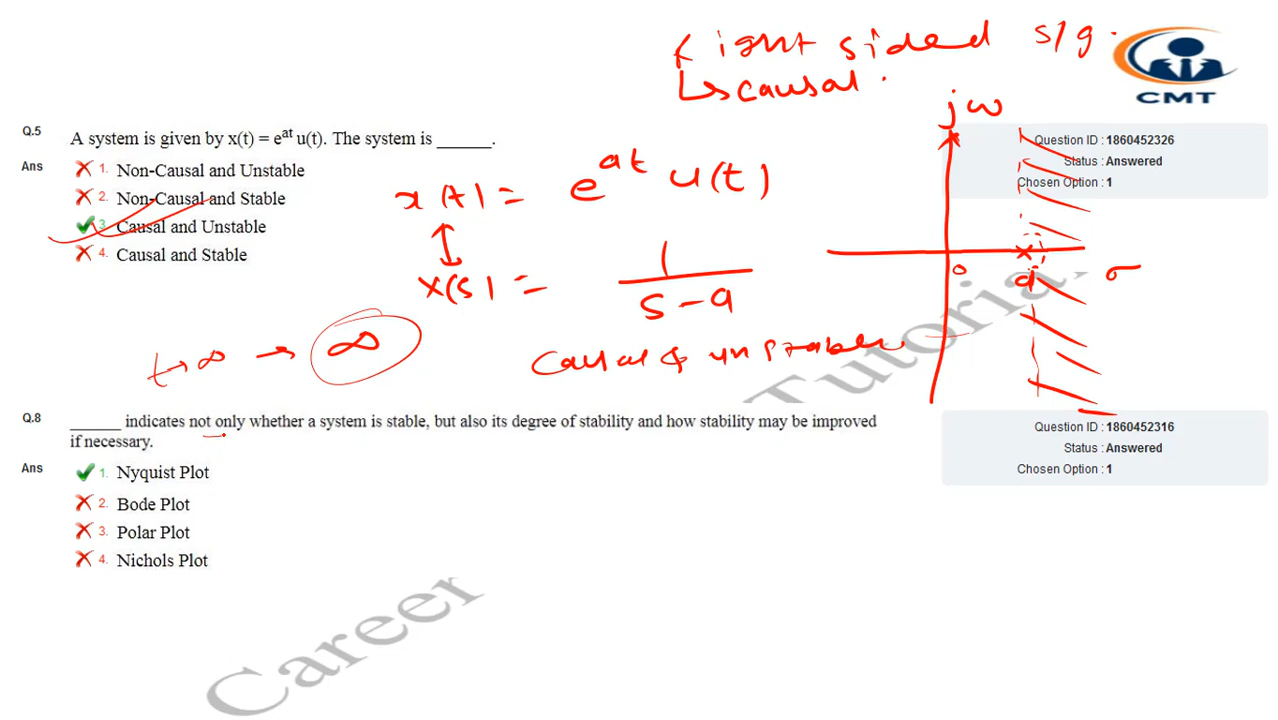 right sided sig.
↳ causal.
CMT
Q.5 A system is given by x(t) = e^at u(t). The system is ______.
Ans ✗ 1. Non-Causal and Unstable
✗ 2. Non-Causal and Stable
✓ 3. Causal and Unstable
✗ 4. Causal and Stable
Question ID : 1860452326
Status : Answered
Chosen Option : 1
x(t) = e^at u(t)
X(s) = 1/(s-a)
t→∞ → ∞
Causal & unstable
jω
0
a
σ
Q.8 ______ indicates not only whether a system is stable, but also its degree of stability and how stability may be improved
if necessary.
Ans ✓ 1. Nyquist Plot
✗ 2. Bode Plot
✗ 3. Polar Plot
✗ 4. Nichols Plot
Question ID : 1860452316
Status : Answered
Chosen Option : 1
Career
Tutoria